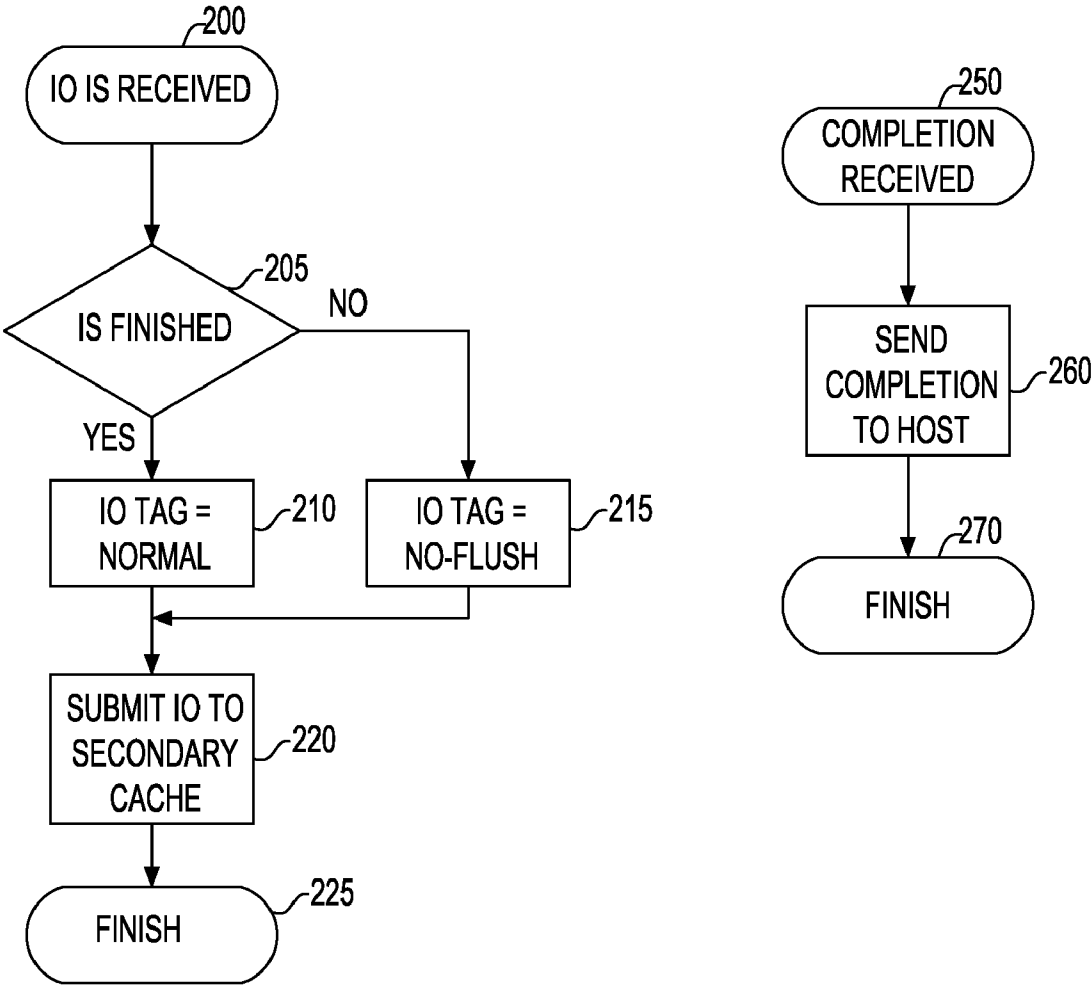 200
IO IS RECEIVED
205
IS FINISHED
NO
YES
IO TAG =
NORMAL
210
IO TAG =
NO-FLUSH
215
SUBMIT IO TO
SECONDARY
CACHE
220
FINISH
225
250
COMPLETION
RECEIVED
SEND
COMPLETION
TO HOST
260
270
FINISH